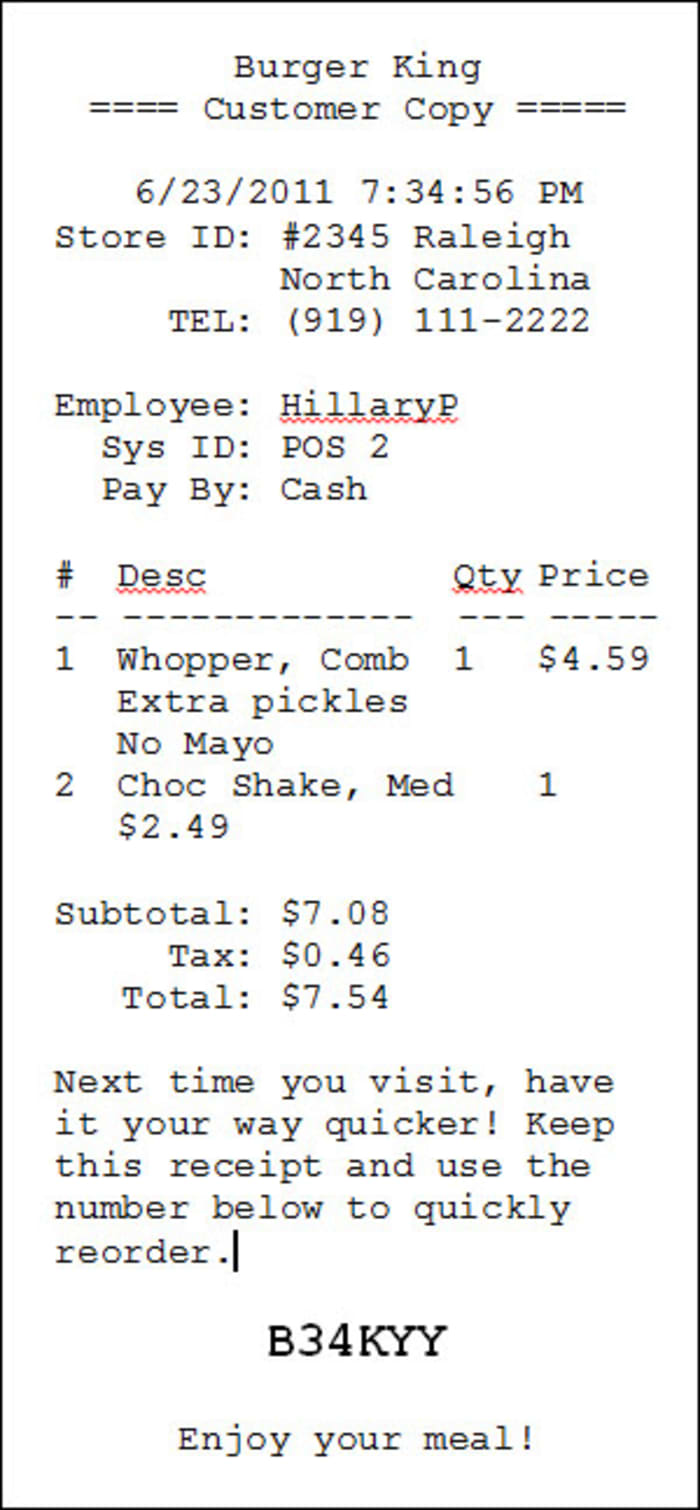 Burger King
==== Customer Copy =====
6/23/2011 7:34:56 PM
Store ID: #2345 Raleigh
North Carolina
TEL: (919) 111-2222
Employee: HillaryP
Sys ID: POS 2
Pay By: Cash
# Desc Qty Price
-- ------------- --- -----
1 Whopper, Comb 1 $4.59
Extra pickles
No Mayo
2 Choc Shake, Med 1
$2.49
Subtotal: $7.08
Tax: $0.46
Total: $7.54
Next time you visit, have
it your way quicker! Keep
this receipt and use the
number below to quickly
reorder.
B34KYY
Enjoy your meal!